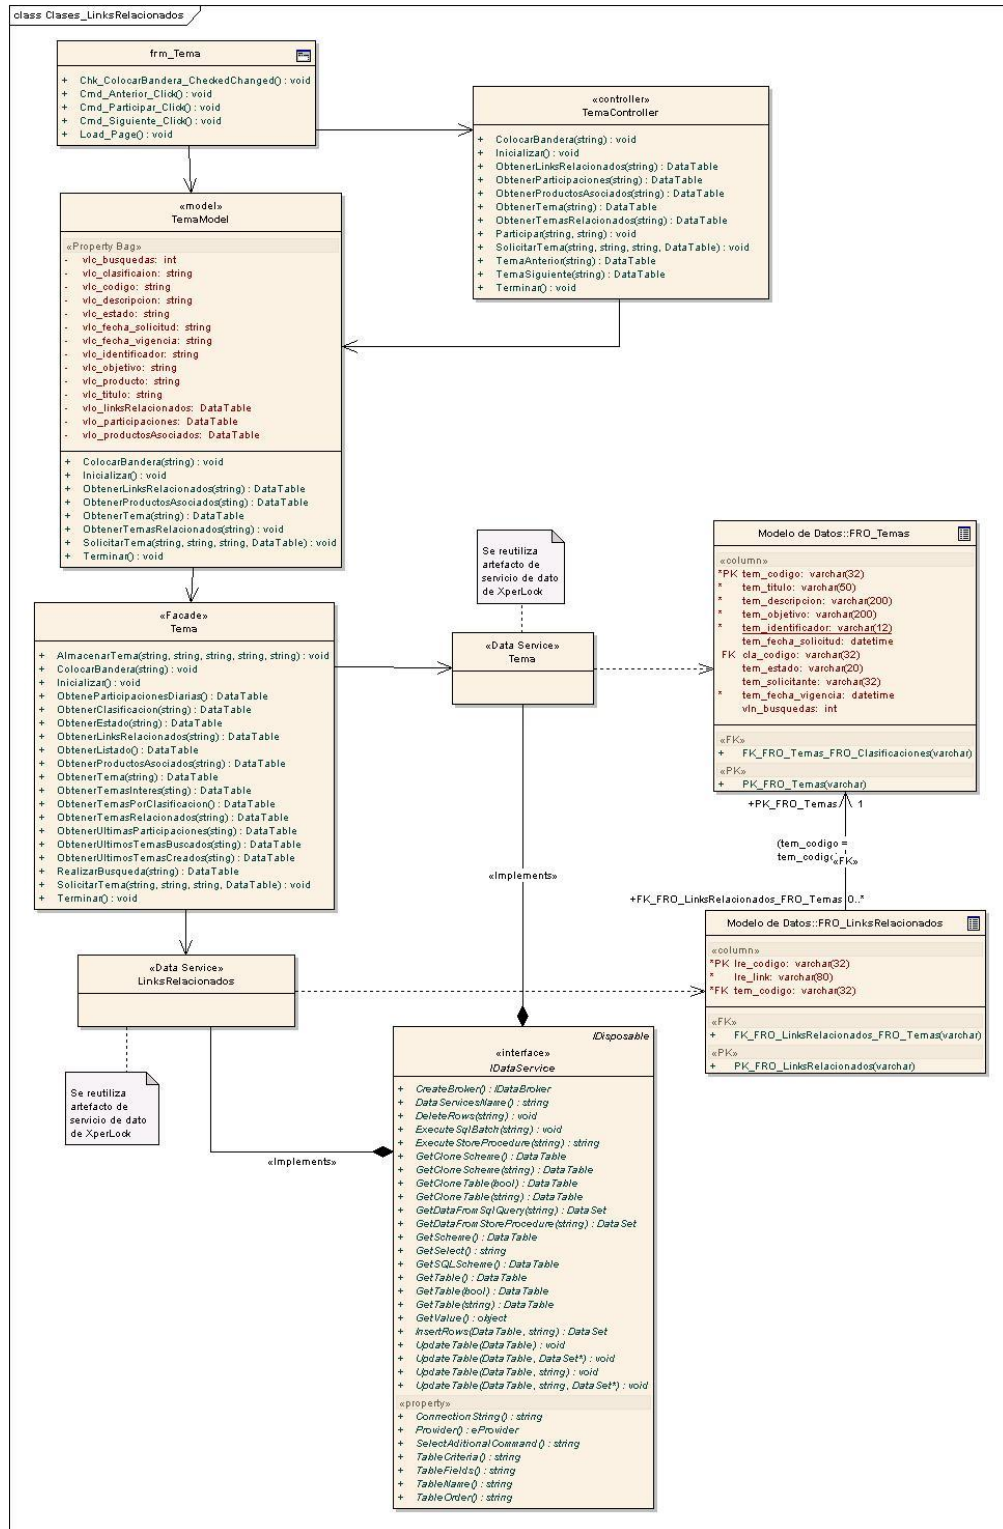 class Clases_LinksRelacionados
frm_Tema
+ Chk_ColocarBandera_CheckedChanged() : void
+ Cmd_Anterior_Click() : void
+ Cmd_Participar_Click() : void
+ Cmd_Siguiente_Click() : void
+ Load_Page() : void
«controller»
TemaController
+ ColocarBandera(string) : void
+ Inicializar() : void
+ ObtenerLinksRelacionados(string) : DataTable
+ ObtenerParticipaciones(string) : DataTable
+ ObtenerProductosAsociados(string) : DataTable
+ ObtenerTema(string) : DataTable
+ ObtenerTemasRelacionados(string) : DataTable
+ Participar(string, string) : void
+ SolicitarTema(string, string, string, DataTable) : void
+ TemaAnterior(string) : DataTable
+ TemaSiguiente(string) : DataTable
+ Terminar() : void
«model»
TemaModel
«Property Bag»
- vlc_busquedas: int
- vlc_clasificaion: string
- vlc_codigo: string
- vlc_descripcion: string
- vlc_estado: string
- vlc_fecha_solicitud: string
- vlc_fecha_vigencia: string
- vlc_identificador: string
- vlc_objetivo: string
- vlc_producto: string
- vlc_titulo: string
- vlo_linksRelacionados: DataTable
- vlo_participaciones: DataTable
- vlo_productosAsociados: DataTable
+ ColocarBandera(string) : void
+ Inicializar() : void
+ ObtenerLinksRelacionados(string) : DataTable
+ ObtenerProductosAsociados(sting) : DataTable
+ ObtenerTema(string) : DataTable
+ ObtenerTemasRelacionados(string) : void
+ SolicitarTema(string, string, string, DataTable) : void
+ Terminar() : void
Se reutiliza
artefacto de
servicio de dato
de XperLock
Modelo de Datos::FRO_Temas
«column»
*PK tem_codigo: varchar(32)
* tem_titulo: varchar(50)
* tem_descripcion: varchar(200)
* tem_objetivo: varchar(200)
* tem_identificador: varchar(12)
tem_fecha_solicitud: datetime
FK cla_codigo: varchar(32)
tem_estado: varchar(20)
tem_solicitante: varchar(32)
* tem_fecha_vigencia: datetime
vln_busquedas: int
«FK»
+ FK_FRO_Temas_FRO_Clasificaciones(varchar)
«PK»
+ PK_FRO_Temas(varchar)
«Facade»
Tema
+ AlmacenarTema(string, string, string, string, string) : void
+ ColocarBandera(string) : void
+ Inicializar() : void
+ ObteneParticipacionesDiarias() : DataTable
+ ObtenerClasificacion(string) : DataTable
+ ObtenerEstado(string) : DataTable
+ ObtenerLinksRelacionados(string) : DataTable
+ ObtenerListado() : DataTable
+ ObtenerProductosAsociados(string) : DataTable
+ ObtenerTema(string) : DataTable
+ ObtenerTemasInteres(sting) : DataTable
+ ObtenerTemasPorClasificacion() : DataTable
+ ObtenerTemasRelacionados(string) : DataTable
+ ObtenerUltimasParticipaciones(sting) : DataTable
+ ObtenerUltimosTemasBuscados(sting) : DataTable
+ ObtenerUltimosTemasCreados(sting) : DataTable
+ RealizarBusqueda(string) : DataTable
+ SolicitarTema(string, string, string, DataTable) : void
+ Terminar() : void
«Data Service»
Tema
+PK_FRO_Temas 1
(tem_codigo =
tem_codigo
«FK»
«Implements»
+FK_FRO_LinksRelacionados_FRO_Temas 0..*
Modelo de Datos::FRO_LinksRelacionados
«column»
*PK lre_codigo: varchar(32)
* lre_link: varchar(80)
*FK tem_codigo: varchar(32)
«FK»
+ FK_FRO_LinksRelacionados_FRO_Temas(varchar)
«PK»
+ PK_FRO_LinksRelacionados(varchar)
«Data Service»
LinksRelacionados
Se reutiliza
artefacto de
servicio de dato
de XperLock
«Implements»
IDisposable
«interface»
IDataService
+ CreateBroker() : IDataBroker
+ DataServicesName() : string
+ DeleteRows(string) : void
+ ExecuteSqlBatch(string) : void
+ ExecuteStoreProcedure(string) : string
+ GetCloneScheme() : DataTable
+ GetCloneScheme(string) : DataTable
+ GetCloneTable(bool) : DataTable
+ GetCloneTable(string) : DataTable
+ GetDataFromSqlQuery(string) : DataSet
+ GetDataFromStoreProcedure(string) : DataSet
+ GetScheme() : DataTable
+ GetSelect() : string
+ GetSQLScheme() : DataTable
+ GetTable() : DataTable
+ GetTable(bool) : DataTable
+ GetTable(string) : DataTable
+ GetValue() : object
+ InsertRows(DataTable, string) : DataSet
+ UpdateTable(DataTable) : void
+ UpdateTable(DataTable, DataSet*) : void
+ UpdateTable(DataTable, string) : void
+ UpdateTable(DataTable, string, DataSet*) : void
«property»
+ ConnectionString() : string
+ Provider() : eProvider
+ SelectAditionalCommand() : string
+ TableCriteria() : string
+ TableFields() : string
+ TableName() : string
+ TableOrder() : string